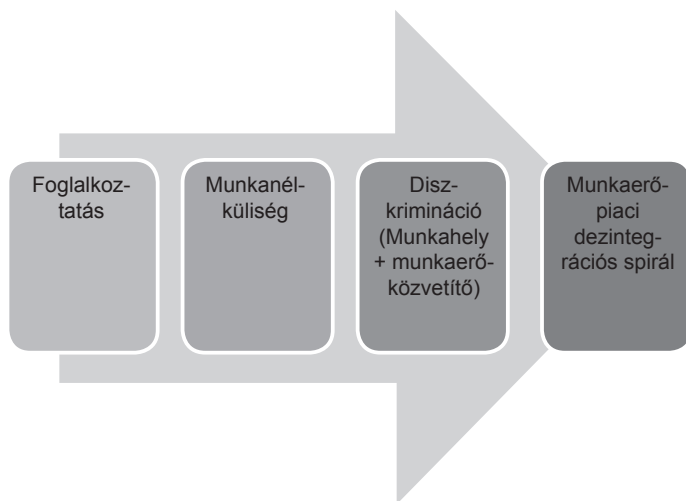 Foglalkoz-
tatás
Munkanél-
küliség
Disz-
krimináció
(Munkahely
+ munkaerő-
közvetítő)
Munkaerő-
piaci
dezinteg-
rációs spirál